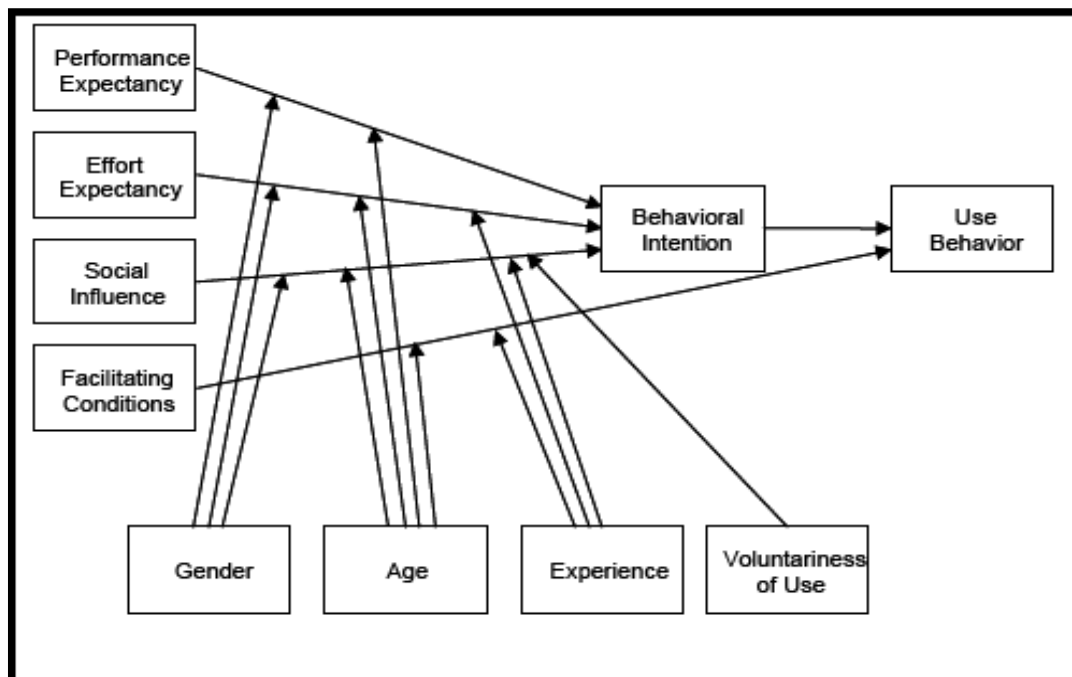 Performance
Expectancy
Effort
Expectancy
Social
Influence
Facilitating
Conditions
Behavioral
Intention
Use
Behavior
Gender
Age
Experience
Voluntariness
of Use